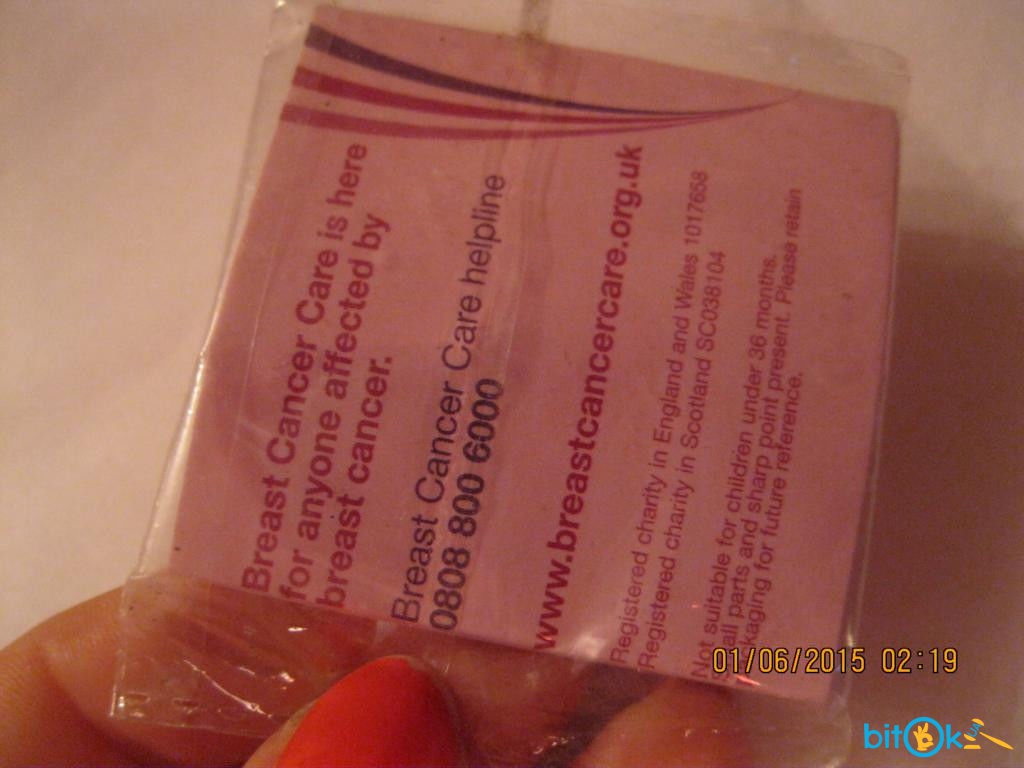 Breast Cancer Care is here
for anyone affected by
breast cancer.
Breast Cancer Care helpline
0808 800 6000
www.breastcancercare.org.uk
Registered charity in England and Wales 1017658
Registered charity in Scotland SC038104
Not suitable for children under 36 months.
parts and sharp point present. Please retain
for future reference.
01/06/2015 02:19
bitok